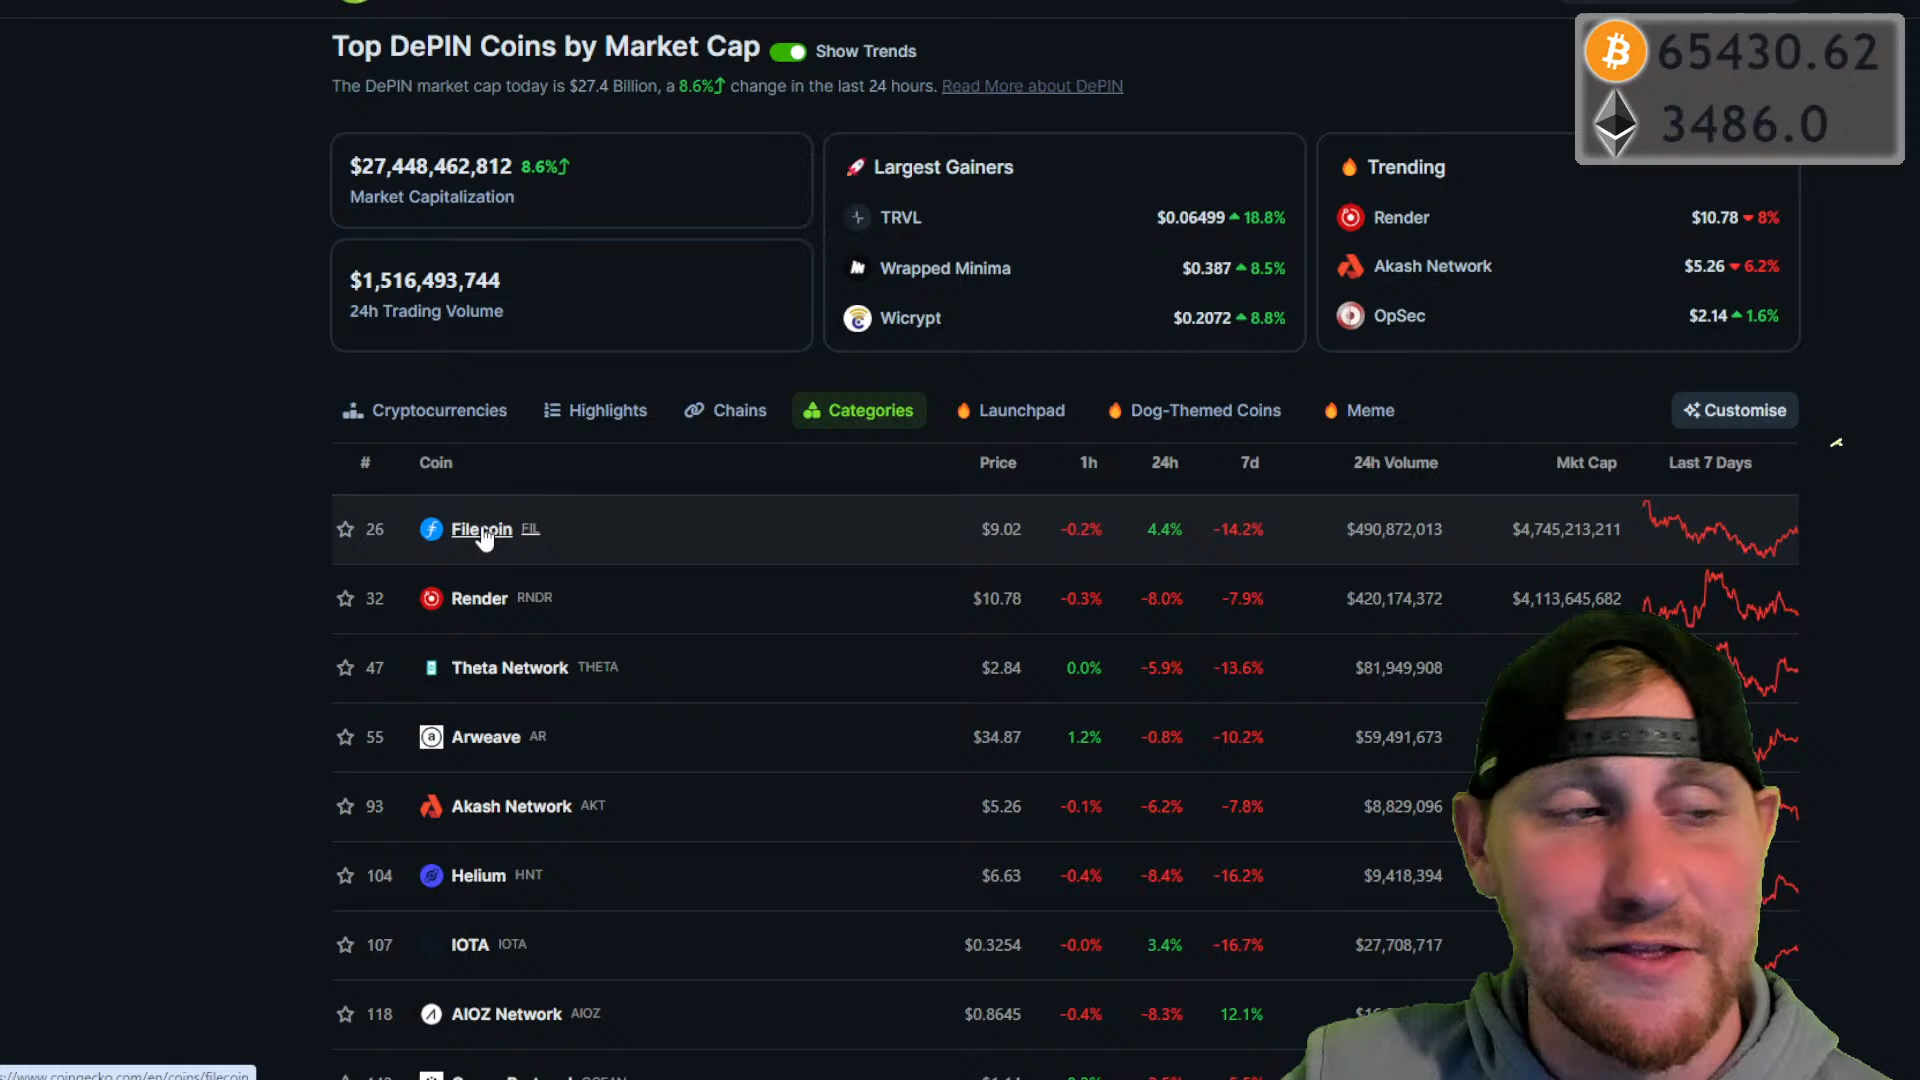 Top DePIN Coins by Market Cap Show Trends
The DePIN market cap today is $27.4 Billion, a 8.6% change in the last 24 hours. Read More about DePIN
65430.62
3486.0
$27,448,462,812 8.6%
Market Capitalization
$1,516,493,744
24h Trading Volume
Largest Gainers
TRVL $0.06499 18.8%
Wrapped Minima $0.387 8.5%
Wicrypt $0.2072 8.8%
Trending
Render $10.78 8%
Akash Network $5.26 6.2%
OpSec $2.14 1.6%
Cryptocurrencies Highlights Chains Categories Launchpad Dog-Themed Coins Meme Customise
# Coin Price 1h 24h 7d 24h Volume Mkt Cap Last 7 Days
26 Filecoin FIL $9.02 -0.2% 4.4% -14.2% $490,872,013 $4,745,213,211
32 Render RNDR $10.78 -0.3% -8.0% -7.9% $420,174,372 $4,113,645,682
47 Theta Network THETA $2.84 0.0% -5.9% -13.6% $81,949,908
55 Arweave AR $34.87 1.2% -0.8% -10.2% $59,491,673
93 Akash Network AKT $5.26 -0.1% -6.2% -7.8% $8,829,096
104 Helium HNT $6.63 -0.4% -8.4% -16.2% $9,418,394
107 IOTA IOTA $0.3254 -0.0% 3.4% -16.7% $27,708,717
118 AIOZ Network AIOZ $0.8645 -0.4% -8.3% 12.1%
s://www.coingecko.com/en/coins/filecoin